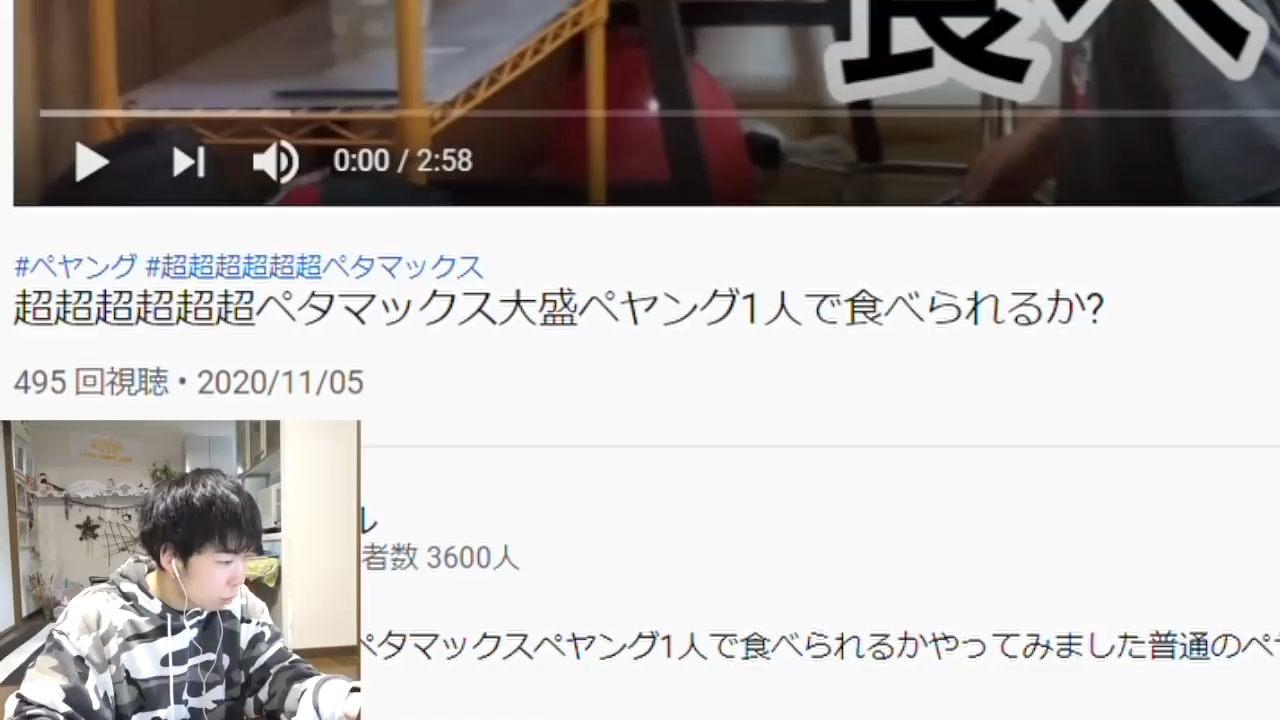 食べ
0:00 / 2:58
#ペヤング #超超超超超超ペタマックス
超超超超超超ペタマックス大盛ペヤング1人で食べられるか?
495 回視聴・2020/11/05
ル
者数 3600人
ペタマックスペヤング1人で食べられるかやってみました普通のペヤ